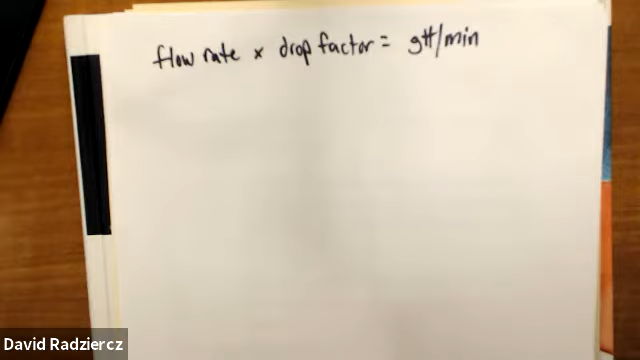 flow rate x drop factor = gtt/min
David Radziercz